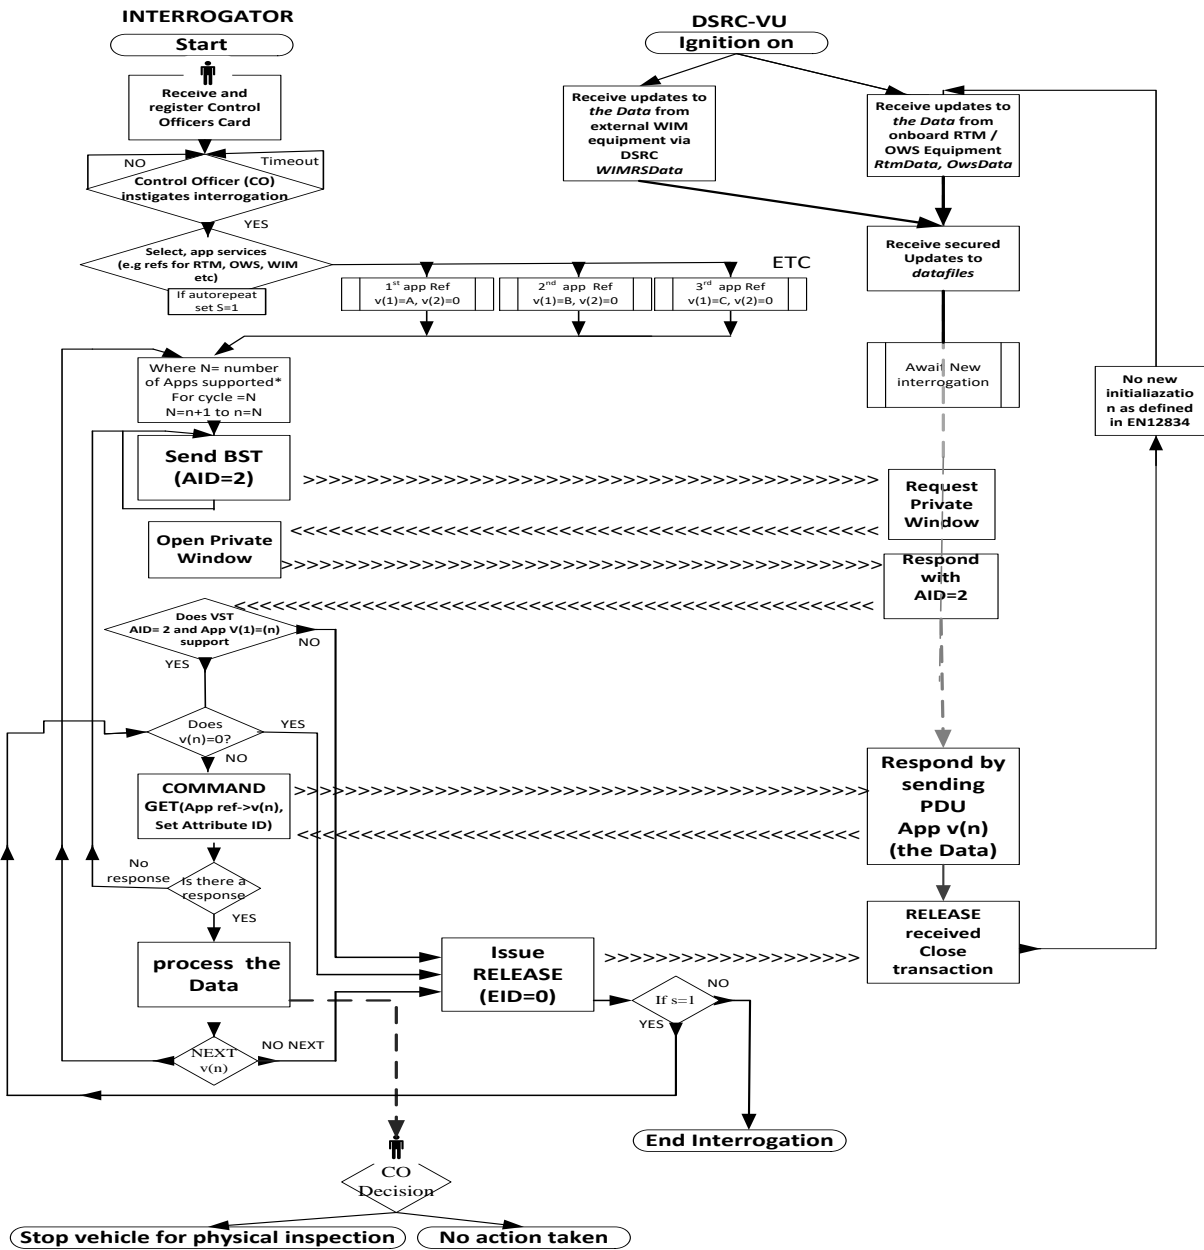 INTERROGATOR
Start
Receive and
register Control
Officers Card
NO
Timeout
Control Officer (CO)
instigates interrogation
YES
Select, app services
(e.g refs for RTM, OWS, WIM
etc)
If autorepeat
set S=1
1st app Ref
v(1)=A, v(2)=0
2nd app Ref
v(1)=B, v(2)=0
3rd app Ref
v(1)=C, v(2)=0
ETC
Where N= number
of Apps supported*
For cycle =N
N=n+1 to n=N
Send BST
(AID=2)
>>>>>>>>>>>>>>>>>>>>>>>>>>>>>>>>>>>>>>>>>>>>
<<<<<<<<<<<<<<<<<<<<<<<<<<<<<<<<<<<<<<<<<<<<<
Open Private
Window
>>>>>>>>>>>>>>>>>>>>>>>>>>>>>>>>>>>>>>>>>>>>>>
<<<<<<<<<<<<<<<<<<<<<<<<<<<<<<<<<<<<<<<<<<<<<<<<<
Does VST
AID= 2 and App V(1)=(n)
support
NO
YES
Does
v(n)=0?
YES
NO
COMMAND
GET(App ref->v(n),
Set Attribute ID)
>>>>>>>>>>>>>>>>>>>>>>>>>>>>>>>>>>>>>>>>>>>>
<<<<<<<<<<<<<<<<<<<<<<<<<<<<<<<<<<<<<<<<<<<
No
response
Is there a
response
YES
process the
Data
NEXT
v(n)
NO NEXT
Issue
RELEASE
(EID=0)
>>>>>>>>>>>>>>>>>>>>
If s=1
NO
YES
End Interrogation
CO
Decision
Stop vehicle for physical inspection
No action taken
DSRC-VU
Ignition on
Receive updates to
the Data from
external WIM
equipment via
DSRC
WIMRSData
Receive updates to
the Data from
onboard RTM /
OWS Equipment
RtmData, OwsData
Receive secured
Updates to
datafiles
Await New
interrogation
Request
Private
Window
Respond
with
AID=2
Respond by
sending
PDU
App v(n)
(the Data)
RELEASE
received
Close
transaction
No new
initialiazatio
n as defined
in EN12834